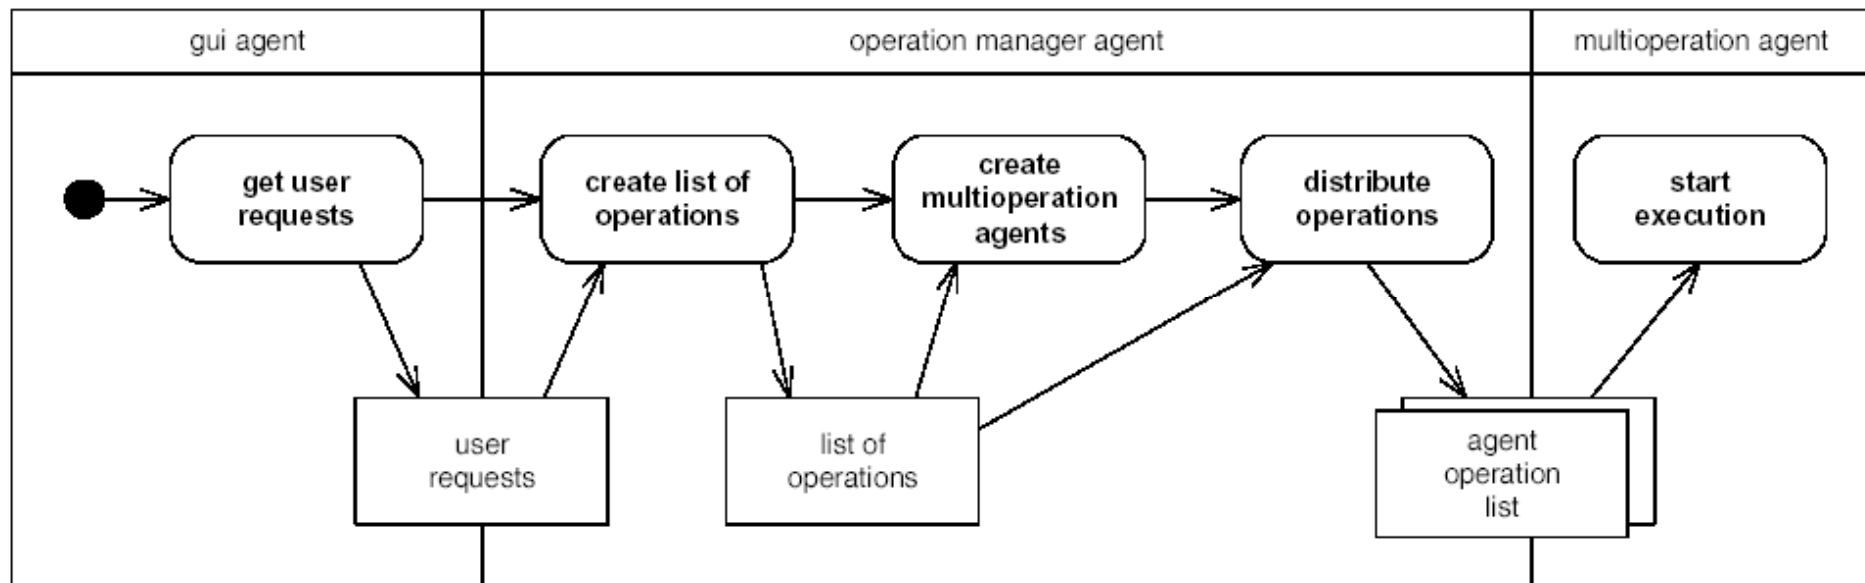 gui agent
operation manager agent
multioperation agent
get user
requests
create list of
operations
create
multioperation
agents
distribute
operations
start
execution
user
requests
list of
operations
agent
operation
list